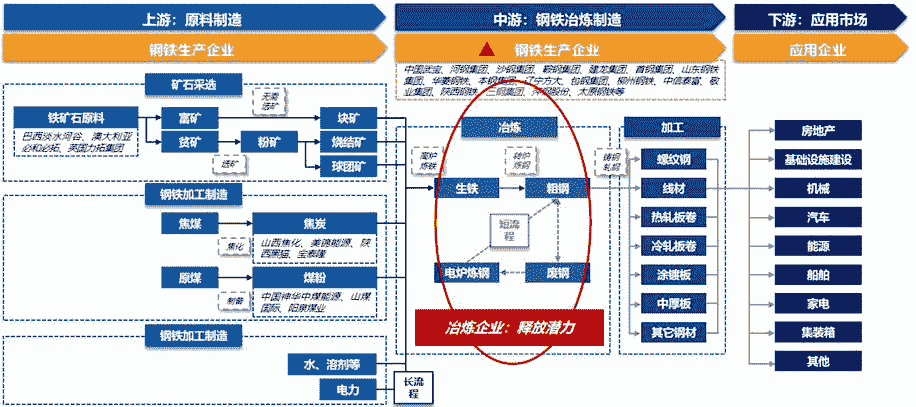 上游：原料制造
中游：钢铁冶炼制造
下游：应用市场
钢铁生产企业
钢铁生产企业
应用企业
中国武宝、河钢集团、沙钢集团、鞍钢集团、建龙集团、首钢集团、山东钢铁
集团、华菱钢铁、本钢集团、辽宁方大、包钢集团、柳州钢铁、中信泰富、敬
业集团、陕西钢铁、三钢集团、河钢股份、太原钢铁等
矿石采选
铁矿石原料
巴西淡水河谷、澳大利亚
必和必拓、英国力拓集团
富矿
贫矿
无需
选矿
选矿
粉矿
块矿
烧结矿
球团矿
钢铁加工制造
焦煤
焦化
焦炭
山西焦化、美锦能源、陕
西黑猫、宝泰隆
原煤
制备
煤粉
中国神华中煤能源、山煤
国际、阳泉煤业
钢铁加工制造
水、溶剂等
电力
长流
程
冶炼
高炉
炼铁
转炉
炼钢
生铁
粗钢
短流
程
电炉炼钢
废钢
冶炼企业：释放潜力
铸钢
轧钢
加工
螺纹钢
线材
热轧板卷
冷轧板卷
涂镀板
中厚板
其它钢材
房地产
基础设施建设
机械
汽车
能源
船舶
家电
集装箱
其他